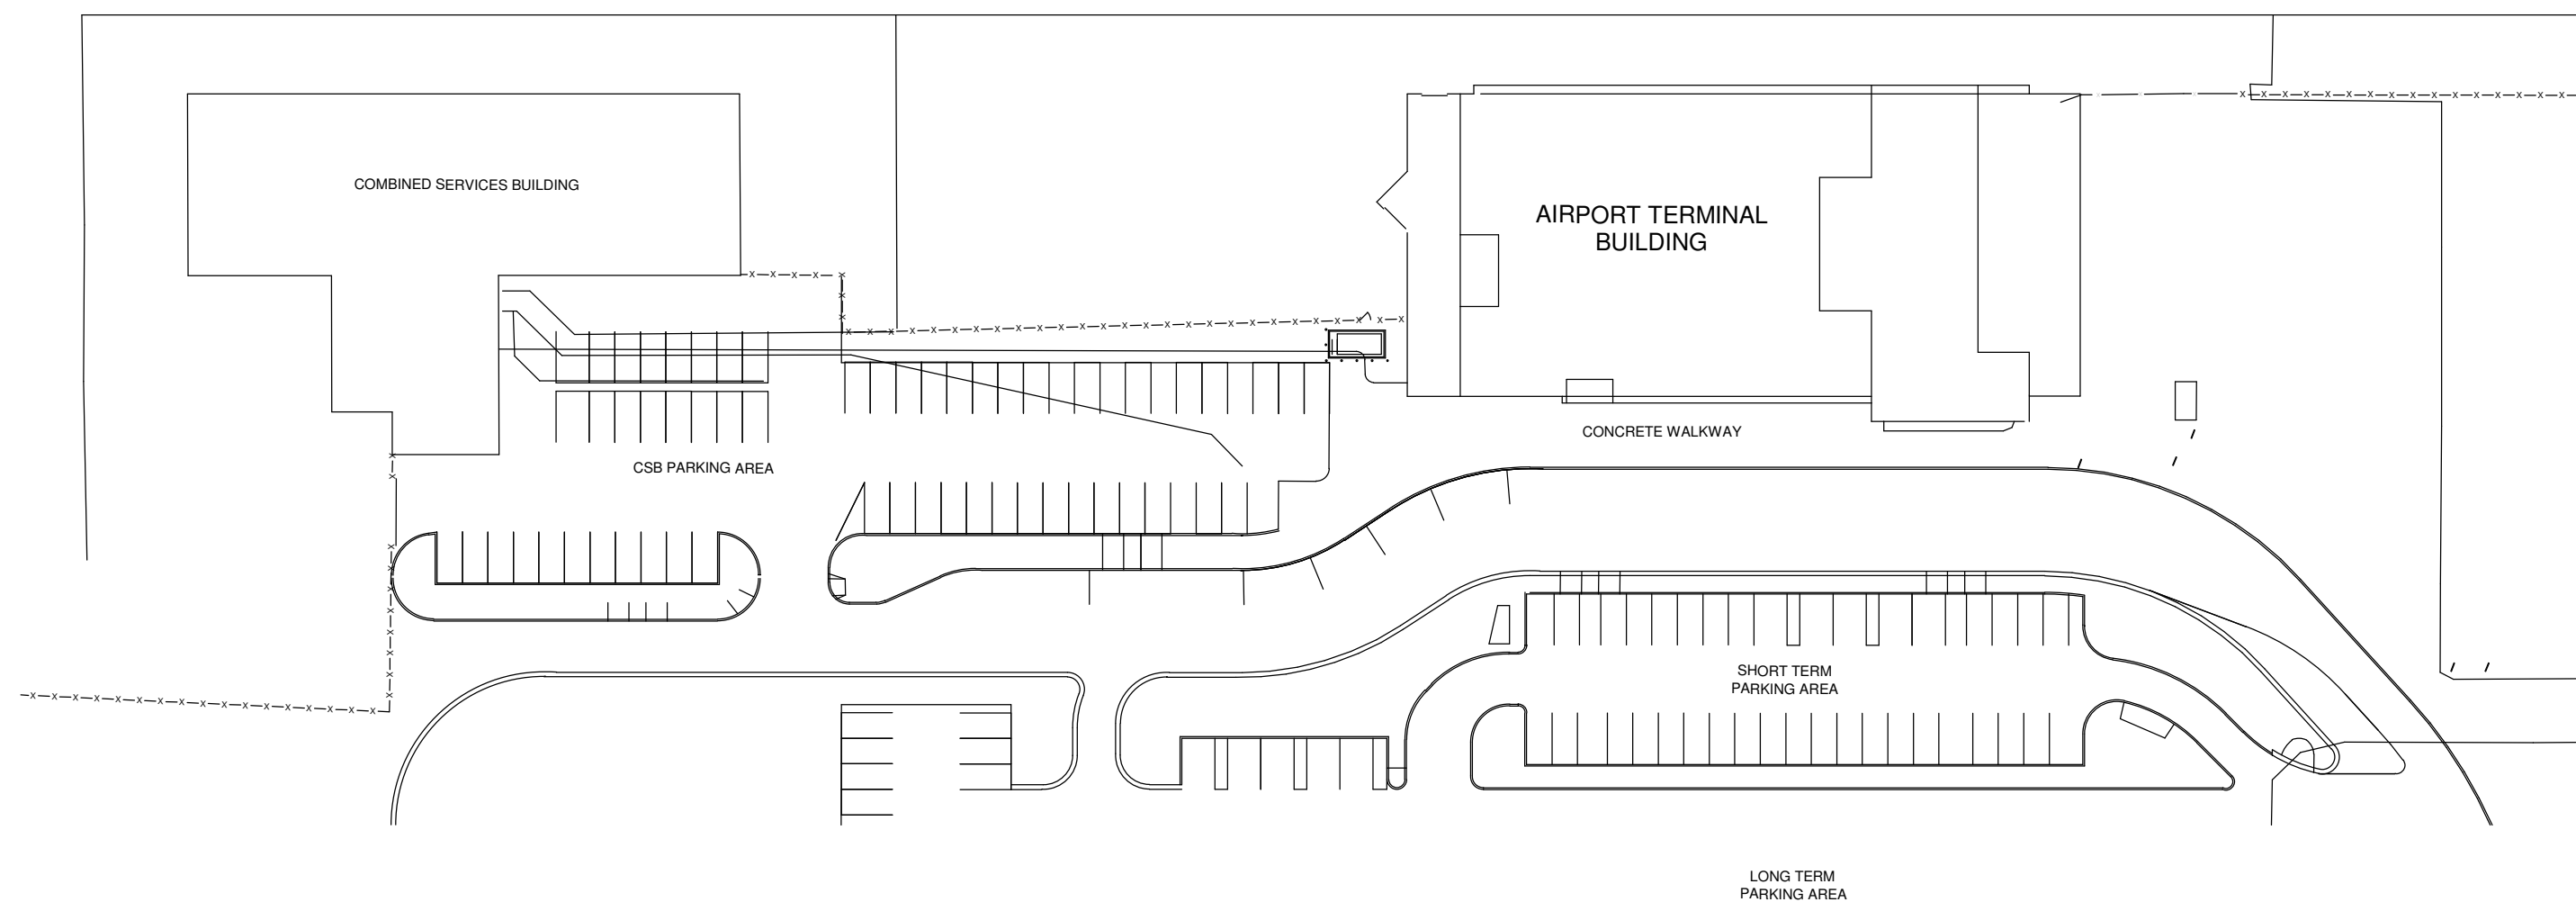 COMBINED SERVICES BUILDING
AIRPORT TERMINAL
BUILDING
CONCRETE WALKWAY
CSB PARKING AREA
SHORT TERM
PARKING AREA
LONG TERM
PARKING AREA